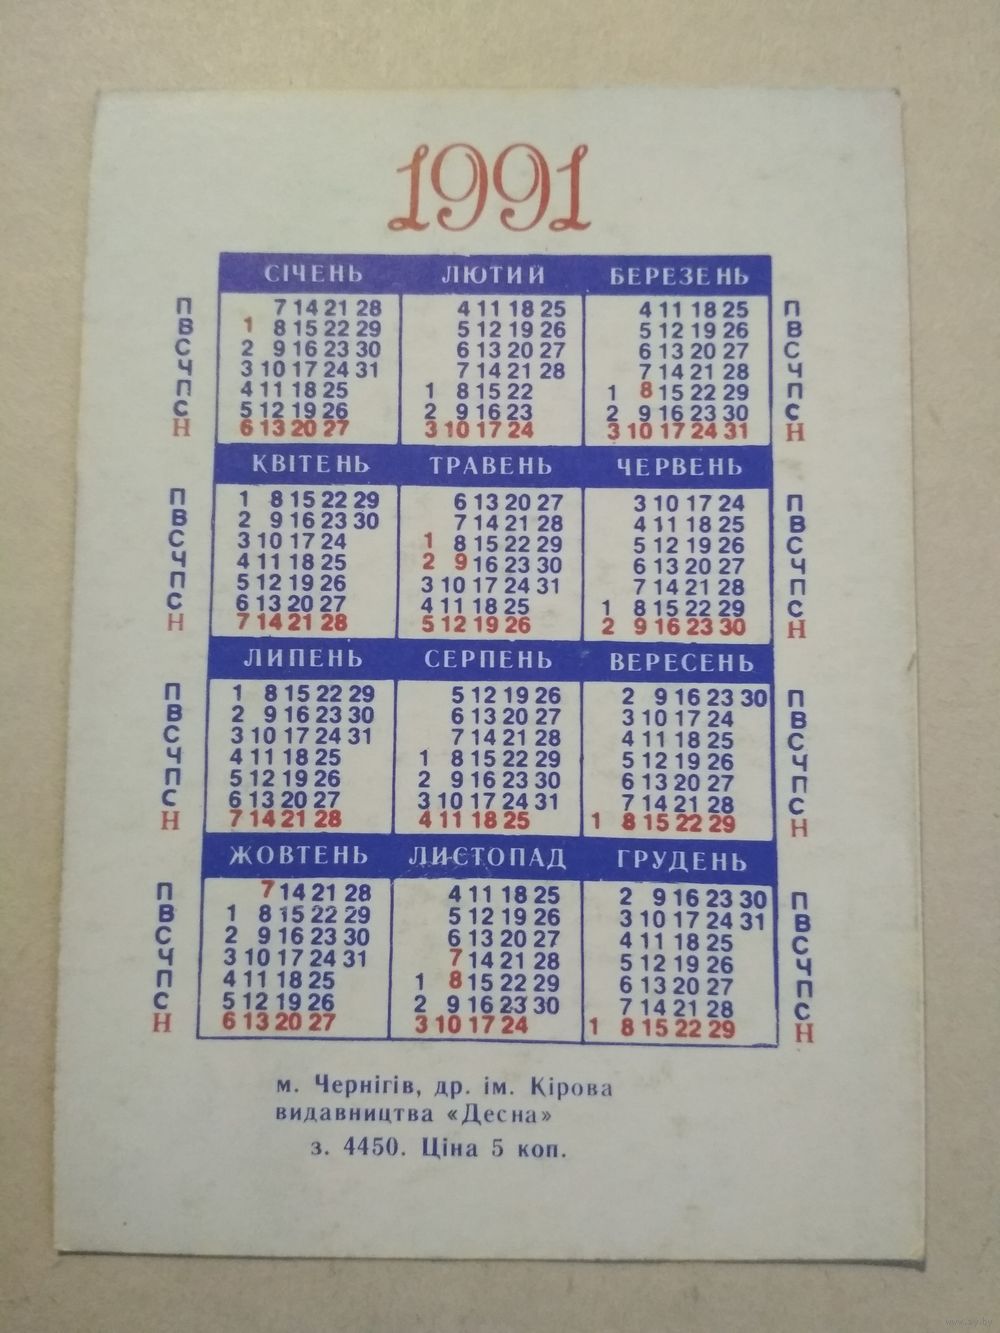 1991
СІЧЕНЬ ЛЮТИЙ БЕРЕЗЕНЬ
П 7 14 21 28 4 11 18 25 4 11 18 25 П
В 1 8 15 22 29 5 12 19 26 5 12 19 26 В
С 2 9 16 23 30 6 13 20 27 6 13 20 27 С
Ч 3 10 17 24 31 7 14 21 28 7 14 21 28 Ч
П 4 11 18 25 1 8 15 22 1 8 15 22 29 П
С 5 12 19 26 2 9 16 23 2 9 16 23 30 С
Н 6 13 20 27 3 10 17 24 3 10 17 24 31 Н
КВІТЕНЬ ТРАВЕНЬ ЧЕРВЕНЬ
П 1 8 15 22 29 6 13 20 27 3 10 17 24 П
В 2 9 16 23 30 7 14 21 28 4 11 18 25 В
С 3 10 17 24 1 8 15 22 29 5 12 19 26 С
Ч 4 11 18 25 2 9 16 23 30 6 13 20 27 Ч
П 5 12 19 26 3 10 17 24 31 7 14 21 28 П
С 6 13 20 27 4 11 18 25 1 8 15 22 29 С
Н 7 14 21 28 5 12 19 26 2 9 16 23 30 Н
ЛИПЕНЬ СЕРПЕНЬ ВЕРЕСЕНЬ
П 1 8 15 22 29 5 12 19 26 2 9 16 23 30 П
В 2 9 16 23 30 6 13 20 27 3 10 17 24 В
С 3 10 17 24 31 7 14 21 28 4 11 18 25 С
Ч 4 11 18 25 1 8 15 22 29 5 12 19 26 Ч
П 5 12 19 26 2 9 16 23 30 6 13 20 27 П
С 6 13 20 27 3 10 17 24 31 7 14 21 28 С
Н 7 14 21 28 4 11 18 25 1 8 15 22 29 Н
ЖОВТЕНЬ ЛИСТОПАД ГРУДЕНЬ
П 7 14 21 28 4 11 18 25 2 9 16 23 30 П
В 1 8 15 22 29 5 12 19 26 3 10 17 24 31 В
С 2 9 16 23 30 6 13 20 27 4 11 18 25 С
Ч 3 10 17 24 31 7 14 21 28 5 12 19 26 Ч
П 4 11 18 25 1 8 15 22 29 6 13 20 27 П
С 5 12 19 26 2 9 16 23 30 7 14 21 28 С
Н 6 13 20 27 3 10 17 24 1 8 15 22 29 Н
м. Чернігів, др. ім. Кірова
видавництва «Десна»
з. 4450. Ціна 5 коп.